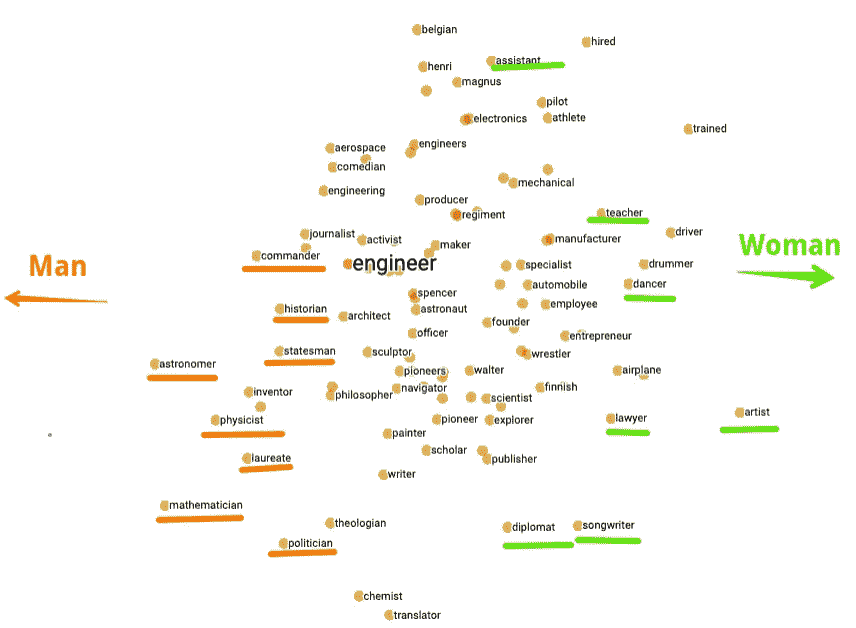 belgian
hired
assistant
henri
magnus
pilot
electronics
athlete
trained
engineers
aerospace
comedian
mechanical
engineering
producer
regiment
teacher
journalist
activist
maker
manufacturer
driver
Woman
commander
engineer
specialist
drummer
Man
automobile
dancer
spencer
employee
historian
architect
astronaut
founder
officer
entrepreneur
statesman
sculptor
wrestler
astronomer
pioneers
walter
airplane
inventor
philosopher
navigator
finnish
scientist
physicist
pioneer
explorer
lawyer
artist
painter
laureate
scholar
publisher
writer
mathematician
theologian
diplomat
songwriter
politician
chemist
translator